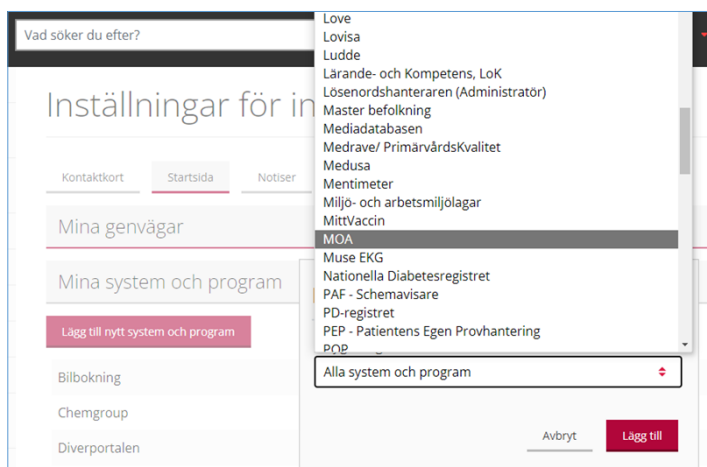 Vad söker du efter?
Inställningar för in
Kontaktkort
Startsida
Notiser
Mina genvägar
Mina system och program
Lägg till nytt system och program
Bilbokning
Chemgroup
Diverportalen
Love
Lovisa
Ludde
Lärande- och Kompetens, LoK
Lösenordshanteraren (Administratör)
Master befolkning
Mediadatabasen
Medrave/ PrimärvårdsKvalitet
Medusa
Mentimeter
Miljö- och arbetsmiljölagar
MittVaccin
MOA
Muse EKG
Nationella Diabetesregistret
PAF - Schemavisare
PD-registret
PEP - Patientens Egen Provhantering
Alla system och program
Avbryt
Lägg till